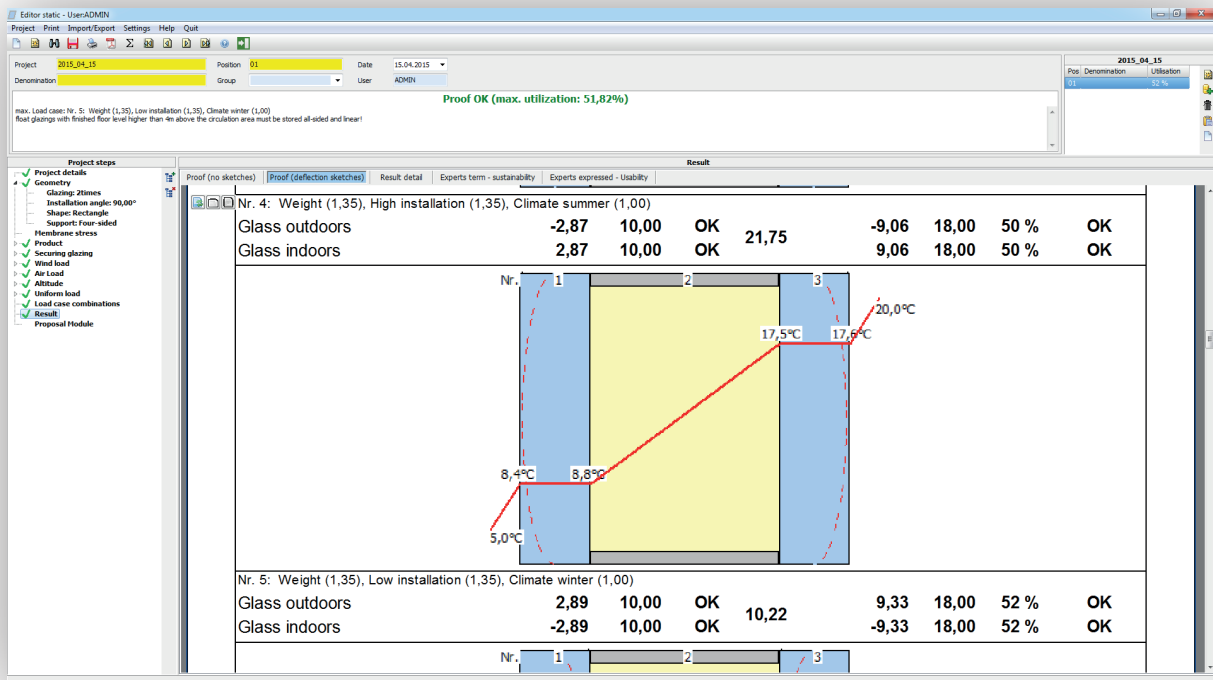 Editor static - User:ADMIN
Project Print Import/Export Settings Help Quit
Project 2015_04_15 Position 01 Date 15.04.2015
Denomination Group User ADMIN
Proof OK (max. utilization: 51,82%)
max. Load case: Nr. 5: Weight (1,35), Low installation (1,35), Climate winter (1,00)
float glazings with finished floor level higher than 4m above the circulation area must be stored all-sided and linear!
2015_04_15
Pos Denomination Utilisation
01 52 %
Project steps
Project details
Geometry
Glazing: 2times
Installation angle: 90,00°
Shape: Rectangle
Support: Four-sided
Membrane stress
Product
Securing glazing
Wind load
Air Load
Altitude
Uniform load
Load case combinations
Result
Proposal Module
Result
Proof (no sketches) Proof (deflection sketches) Result detail Experts term - sustainability Experts expressed - Usability
Nr. 4: Weight (1,35), High installation (1,35), Climate summer (1,00)
Glass outdoors -2,87 10,00 OK 21,75 -9,06 18,00 50 % OK
Glass indoors 2,87 10,00 OK 9,06 18,00 50 % OK
Nr. 1 2 3
20,0°C
17,5°C 17,6°C
8,4°C 8,8°C
5,0°C
Nr. 5: Weight (1,35), Low installation (1,35), Climate winter (1,00)
Glass outdoors 2,89 10,00 OK 10,22 9,33 18,00 52 % OK
Glass indoors -2,89 10,00 OK -9,33 18,00 52 % OK
Nr. 1 2 3